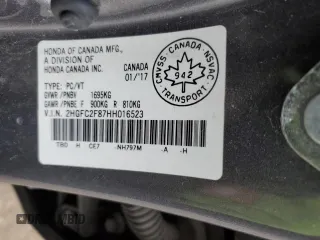 HONDA OF CANADA MFG.,
A DIVISION OF
HONDA CANADA INC.
CANADA
01/'17
CMVSS · CANADA · NSVAC
942
TRANSPORT
TYPE: PC/VT
GVWR /PNBV 1695KG
GAWR /PNBE F 900KG R 810KG
V.I.N. 2HGFC2F87HH016523
H CE7 NH797M A -H